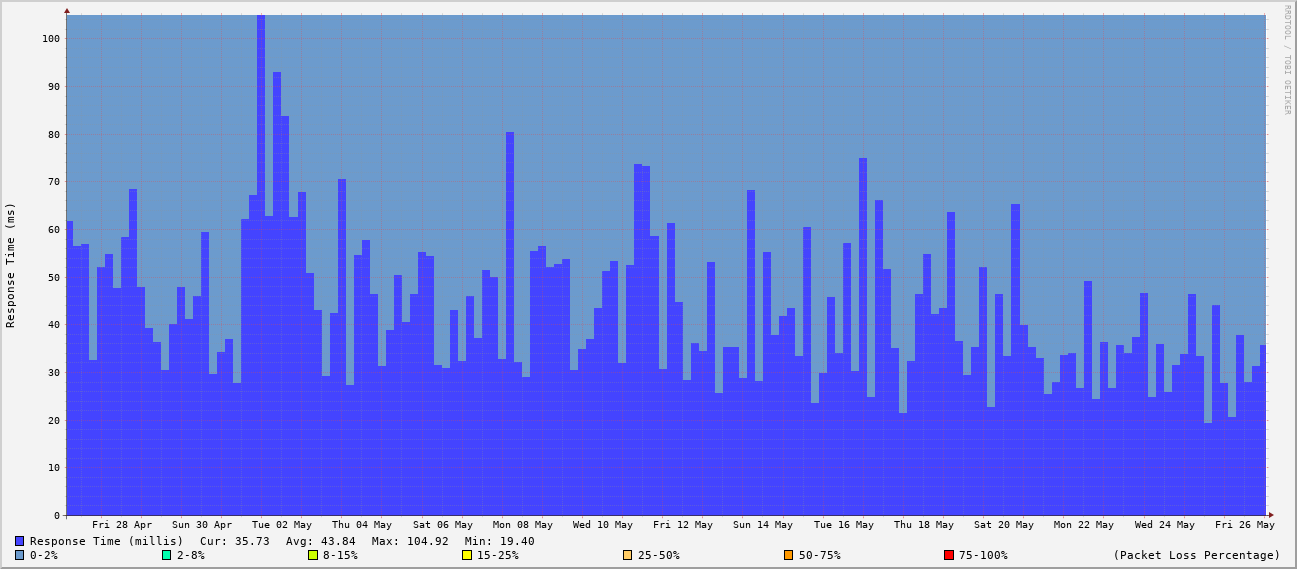 RRDTOOL / TOBI OETIKER
Response Time (ms)
100
90
80
70
60
50
40
30
20
10
0
Fri 28 Apr Sun 30 Apr Tue 02 May Thu 04 May Sat 06 May Mon 08 May Wed 10 May Fri 12 May Sun 14 May Tue 16 May Thu 18 May Sat 20 May Mon 22 May Wed 24 May Fri 26 May
Response Time (millis) Cur: 35.73 Avg: 43.84 Max: 104.92 Min: 19.40
0-2% 2-8% 8-15% 15-25% 25-50% 50-75% 75-100% (Packet Loss Percentage)